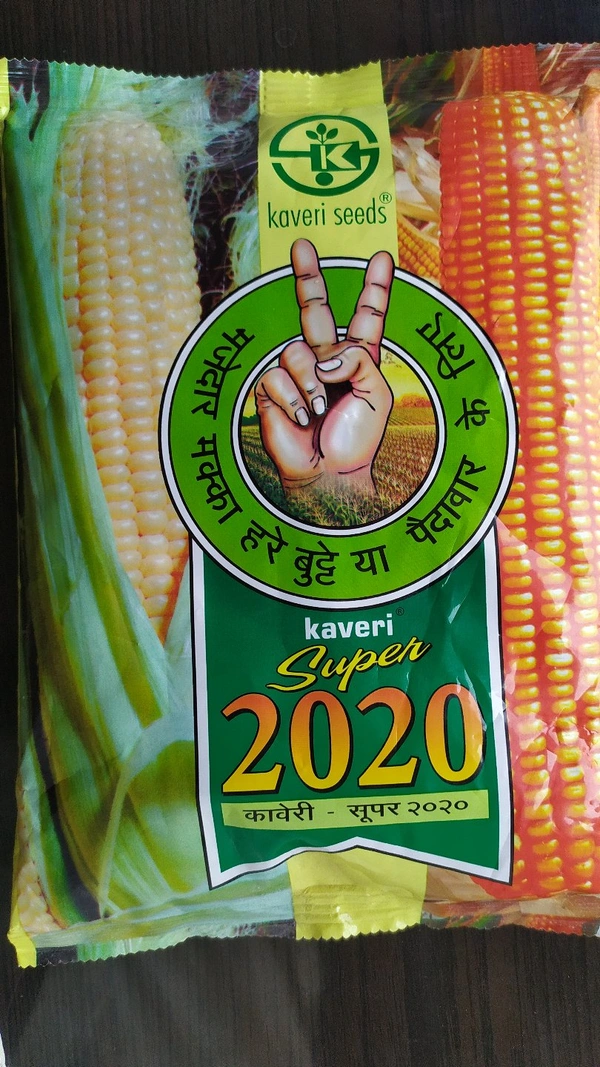 K
kaveri seeds®
मजेदार मक्का हरे बुट्टे या पैदावार के लिए
kaveri®
Super
2020
कावेरी - सूपर २०२०